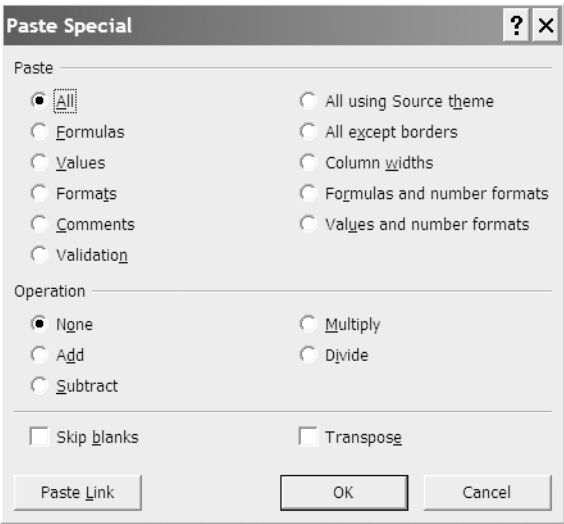 Paste Special ? ×
Paste
All
Formulas
Values
Formats
Comments
Validation
All using Source theme
All except borders
Column widths
Formulas and number formats
Values and number formats
Operation
None
Add
Subtract
Multiply
Divide
Skip blanks
Transpose
Paste Link
OK
Cancel